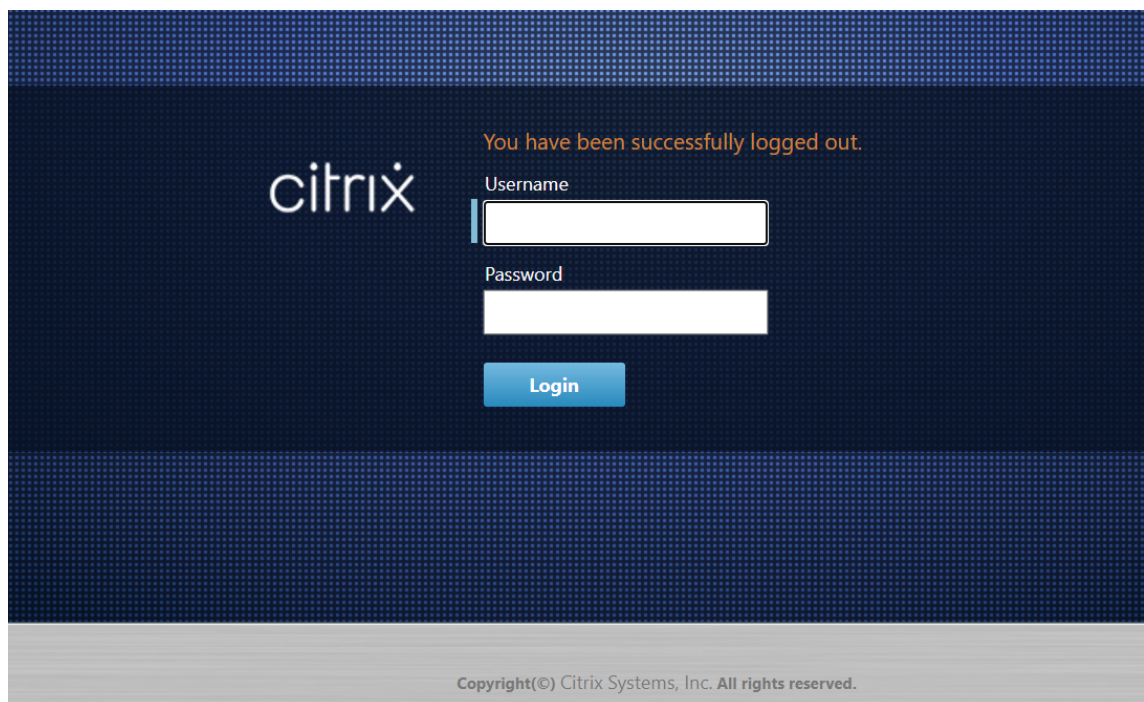 You have been successfully logged out.
citrix
Username
Password
Login
Copyright(©) Citrix Systems, Inc. All rights reserved.